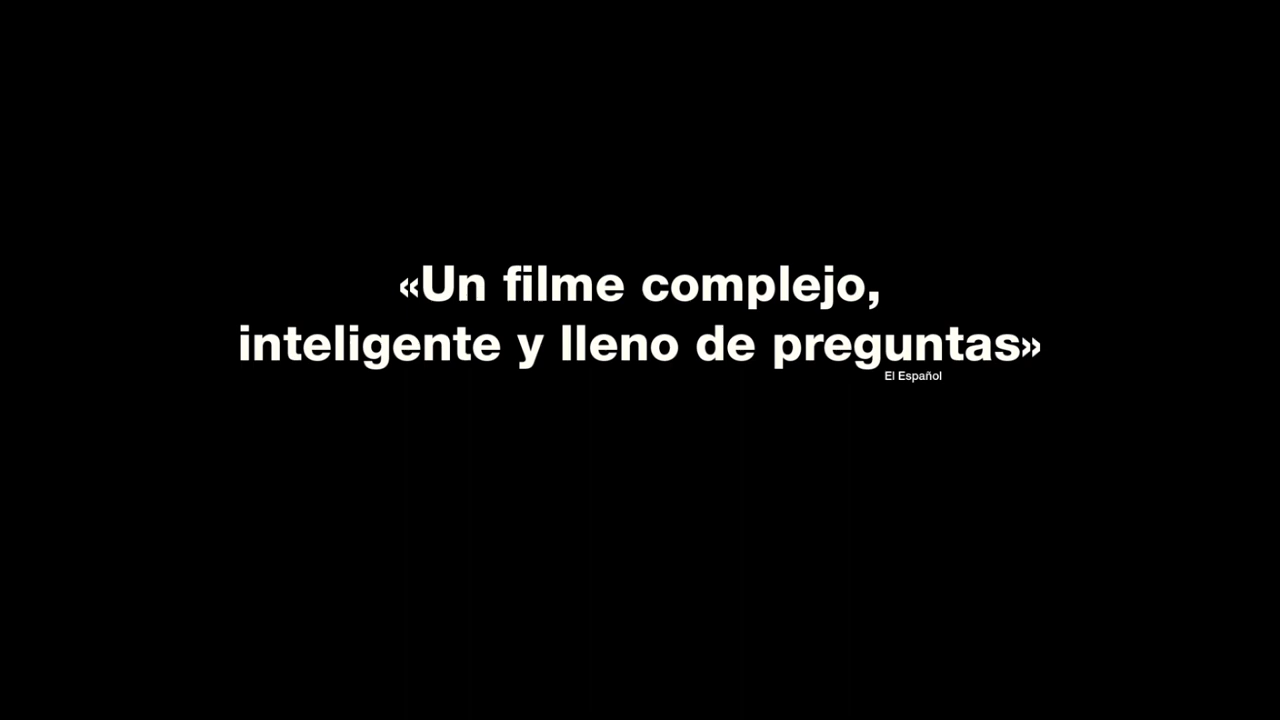 «Un filme complejo,
inteligente y lleno de preguntas»
El Español